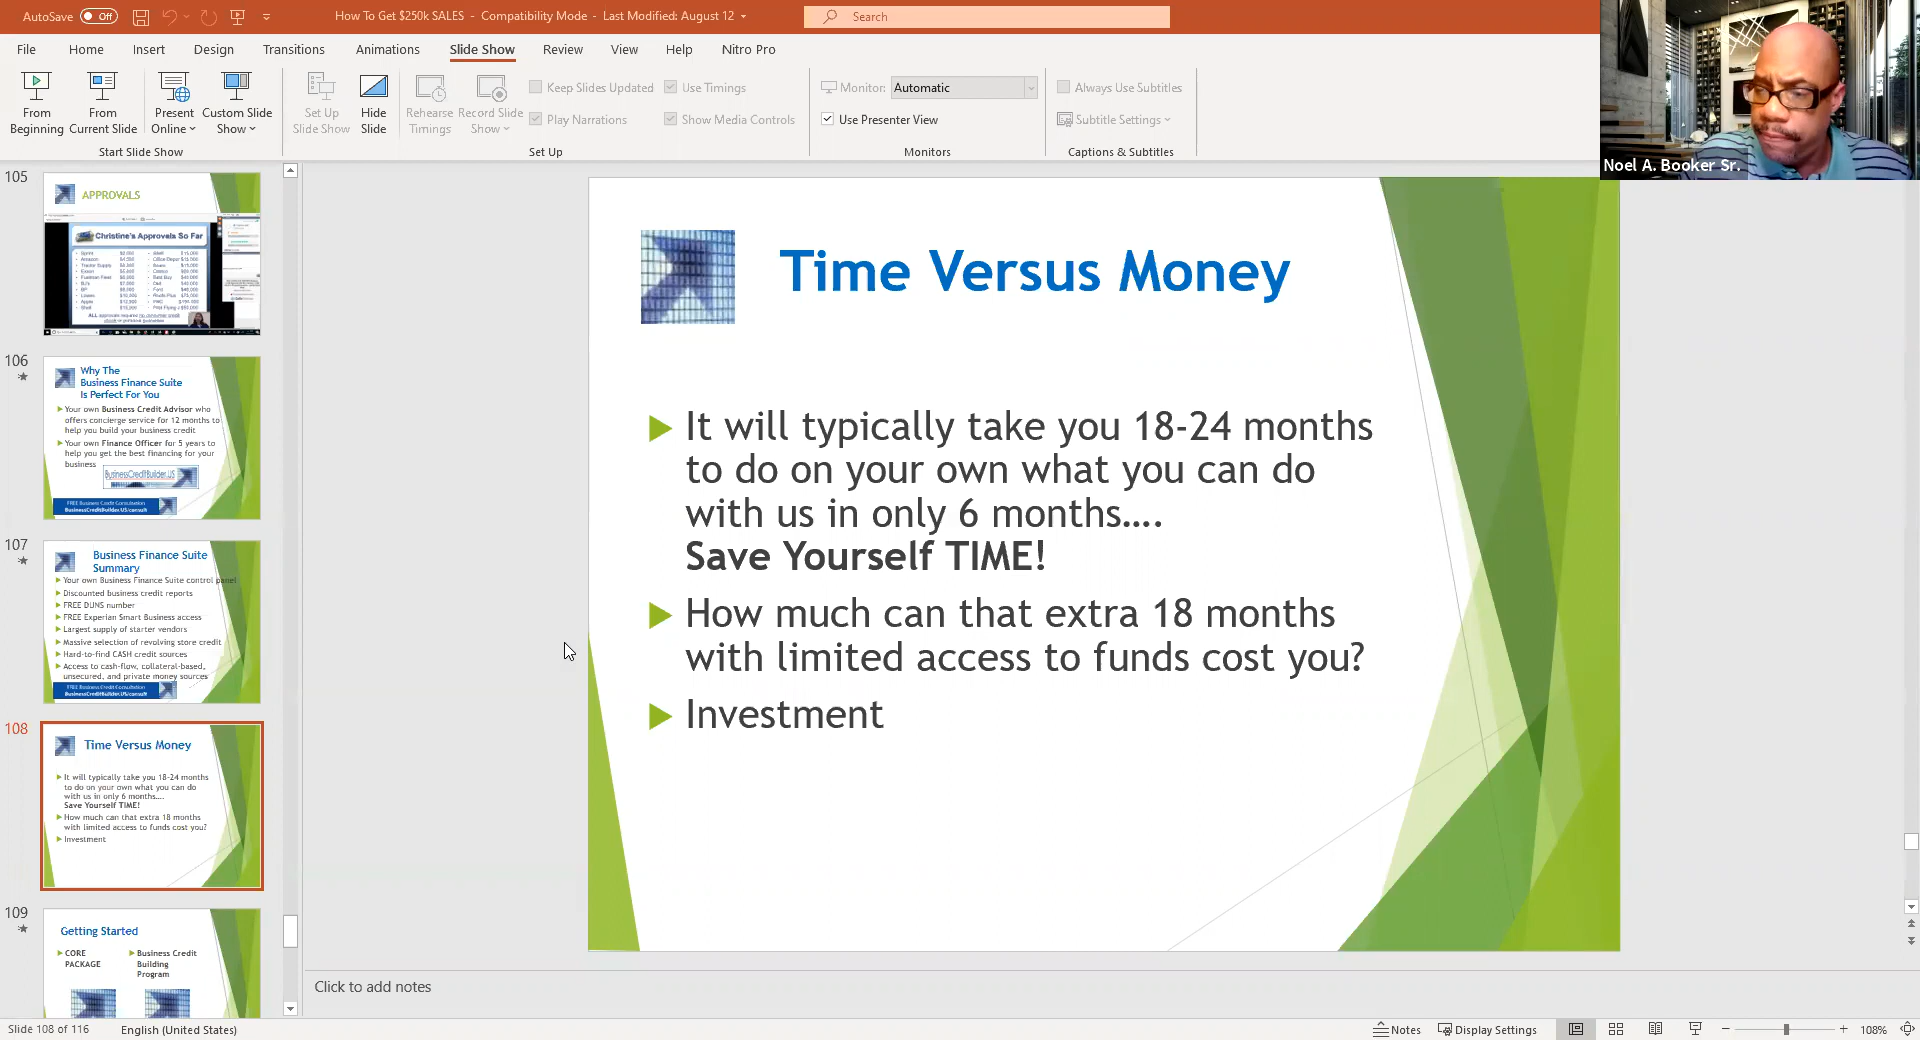 AutoSave Off
How To Get $250k SALES - Compatibility Mode - Last Modified: August 12
Search
File Home Insert Design Transitions Animations Slide Show Review View Help Nitro Pro
From Beginning
From Current Slide
Present Online
Custom Slide Show
Start Slide Show
Set Up Slide Show
Hide Slide
Rehearse Timings
Record Slide Show
Keep Slides Updated
Play Narrations
Use Timings
Show Media Controls
Set Up
Monitor: Automatic
Use Presenter View
Monitors
Always Use Subtitles
Subtitle Settings
Captions & Subtitles
Noel A. Booker Sr.
105
APPROVALS
Christine's Approvals So Far
106
Why The
Business Finance Suite
Is Perfect For You
Your own Business Credit Advisor who
offers concierge service for 12 months to
help you build your business credit
Your own Finance Officer for 5 years to
help you get the best financing for your
business
BusinessCreditBuilder.US
FREE Business Credit Consultation
BusinessCreditBuilder.US/consult
107
Business Finance Suite
Summary
Your own Business Finance Suite control panel
Discounted business credit reports
FREE DUNS number
FREE Experian Smart Business access
Largest supply of starter vendors
Massive selection of revolving store credit
Hard-to-find CASH credit sources
Access to cash-flow, collateral-based,
unsecured, and private money sources
FREE Business Credit Consultation
BusinessCreditBuilder.US/consult
108
Time Versus Money
It will typically take you 18-24 months
to do on your own what you can do
with us in only 6 months....
Save Yourself TIME!
How much can that extra 18 months
with limited access to funds cost you?
Investment
109
Getting Started
CORE
PACKAGE
Business Credit
Building
Program
Time Versus Money
It will typically take you 18-24 months
to do on your own what you can do
with us in only 6 months….
Save Yourself TIME!
How much can that extra 18 months
with limited access to funds cost you?
Investment
Click to add notes
Slide 108 of 116 English (United States)
Notes Display Settings 108%